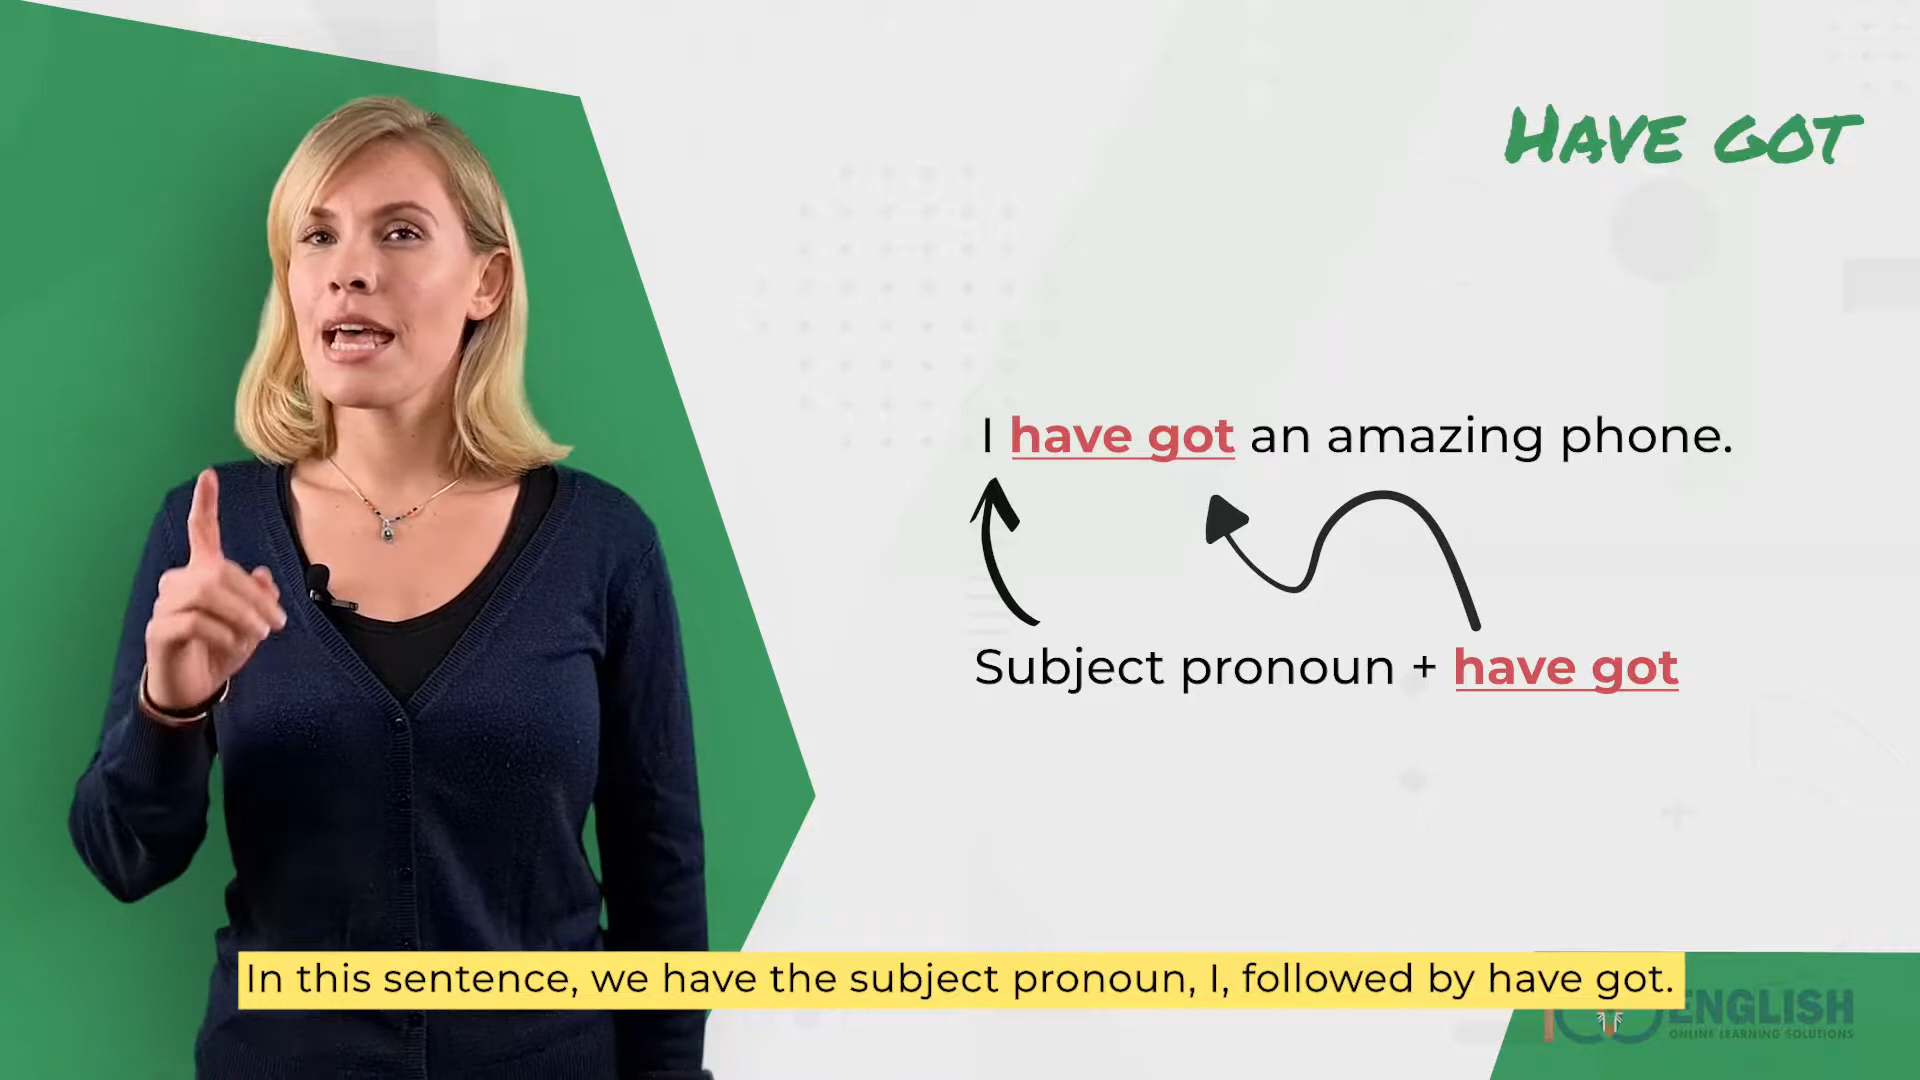 HAVE GOT
I have got an amazing phone.
Subject pronoun + have got
In this sentence, we have the subject pronoun, I, followed by have got.
ENGLISH
ONLINE LEARNING SOLUTIONS